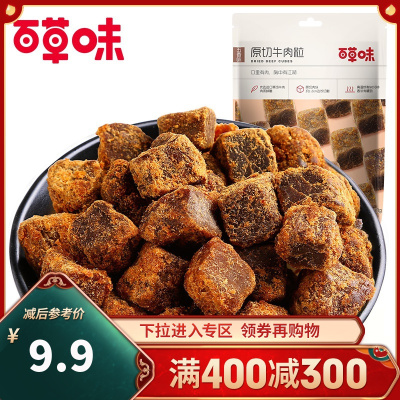 百草味
原切牛肉粒
DRIED BEEF CUBES
百草味
减后参考价
¥ 9.9
下拉进入专区 领券再购物
满400减300